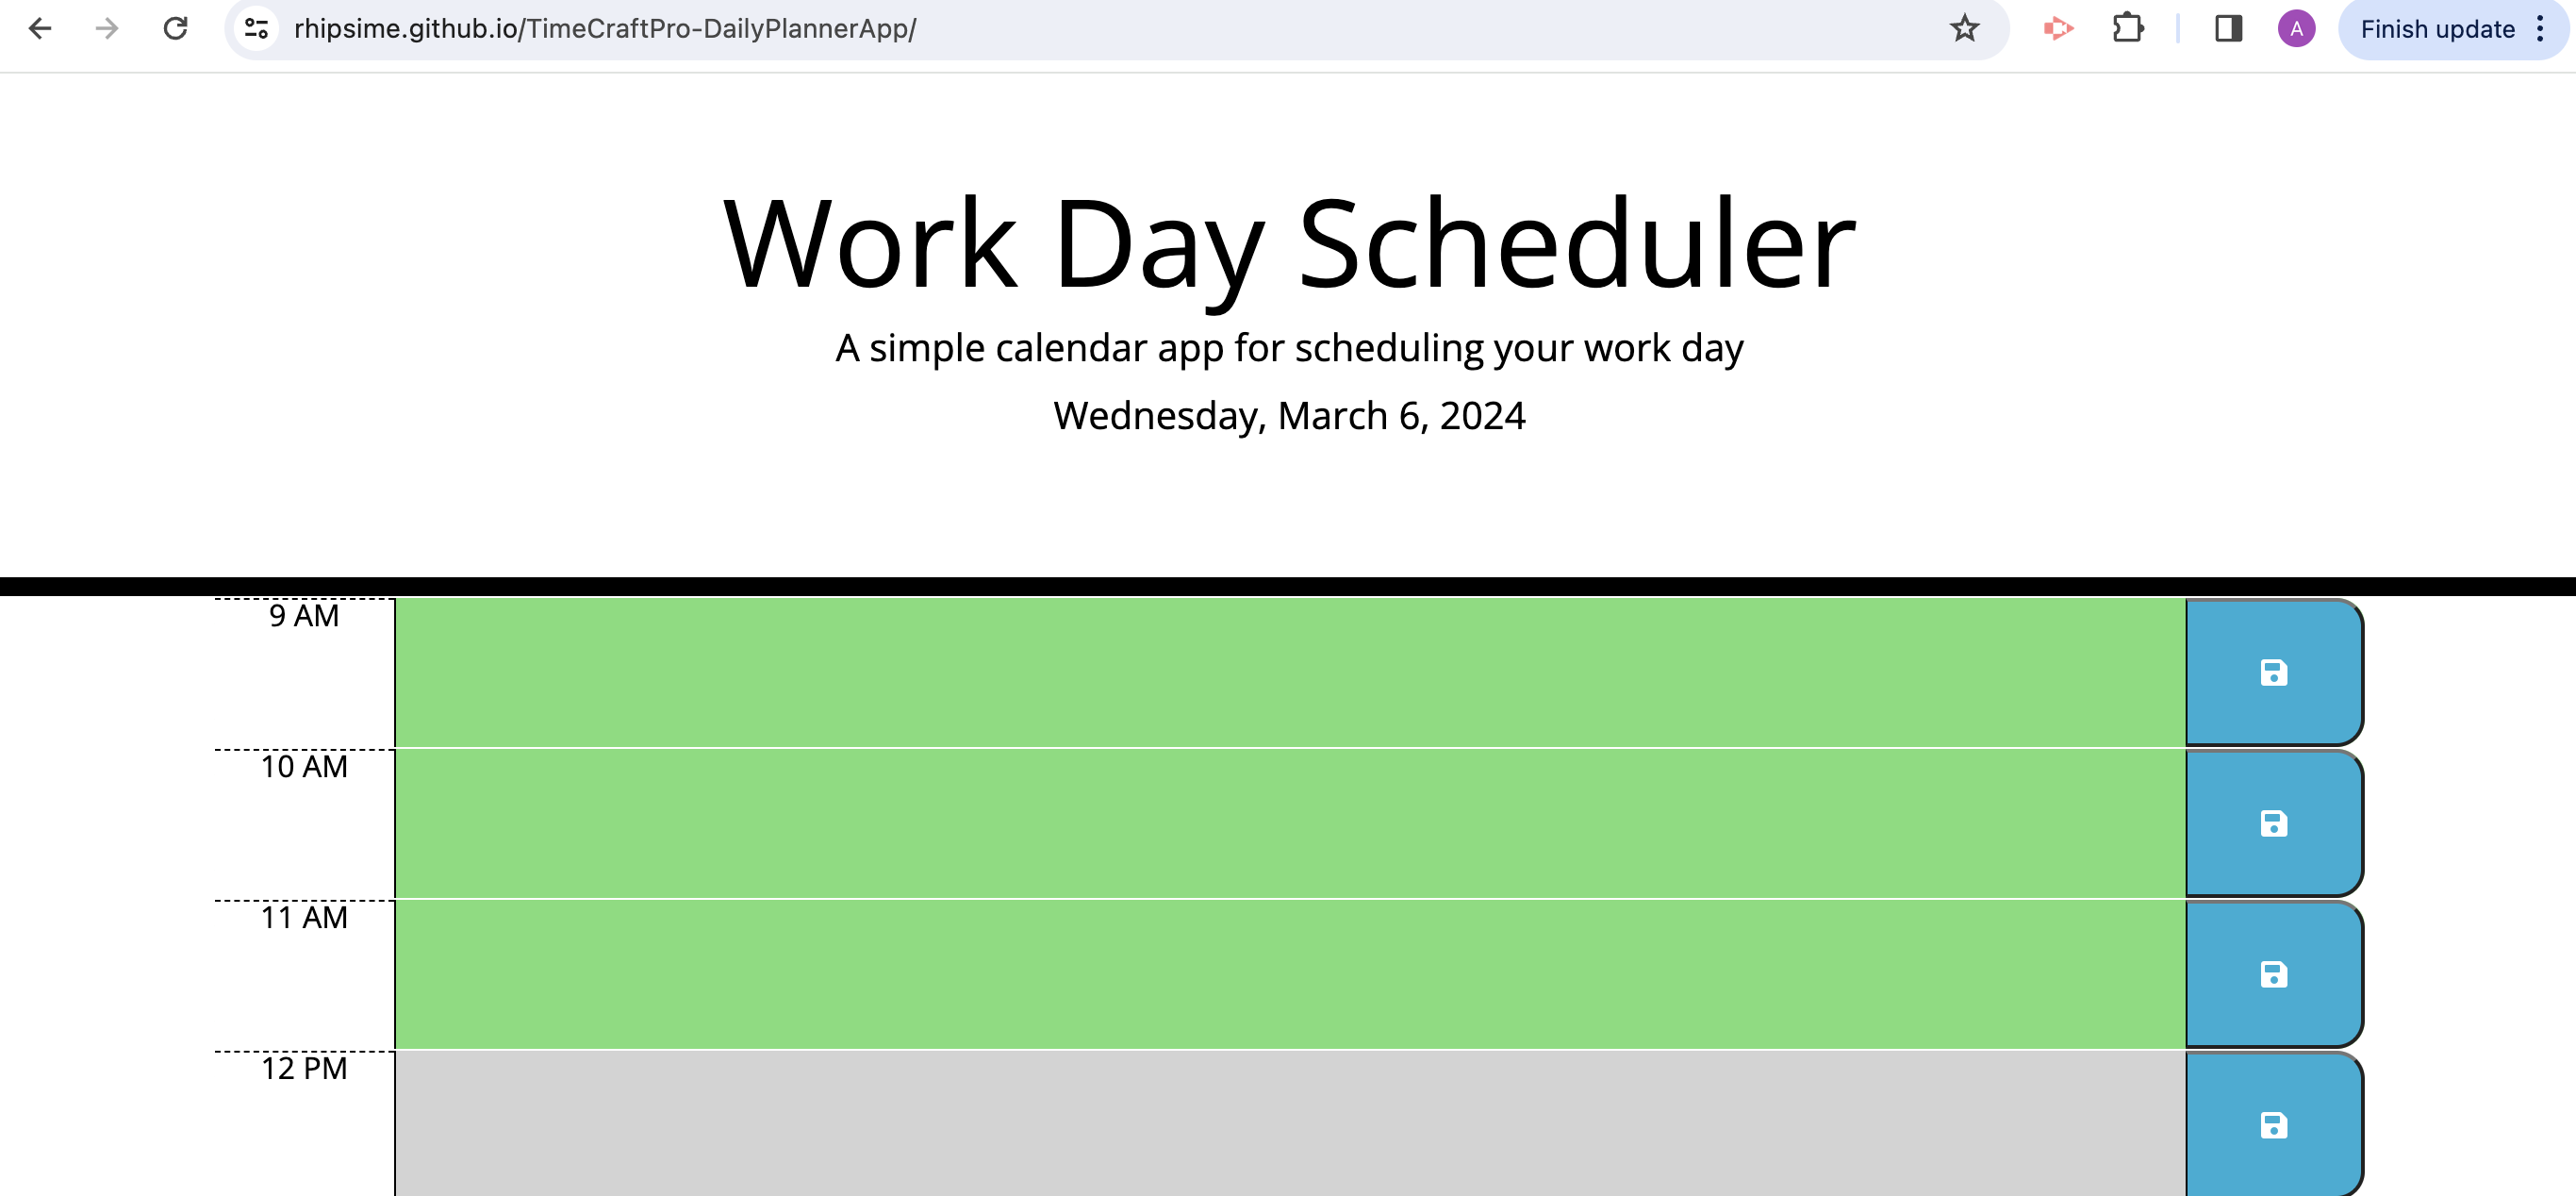 rhipsime.github.io/TimeCraftPro-DailyPlannerApp/
A
Finish update
Work Day Scheduler
A simple calendar app for scheduling your work day
Wednesday, March 6, 2024
9 AM
10 AM
11 AM
12 PM